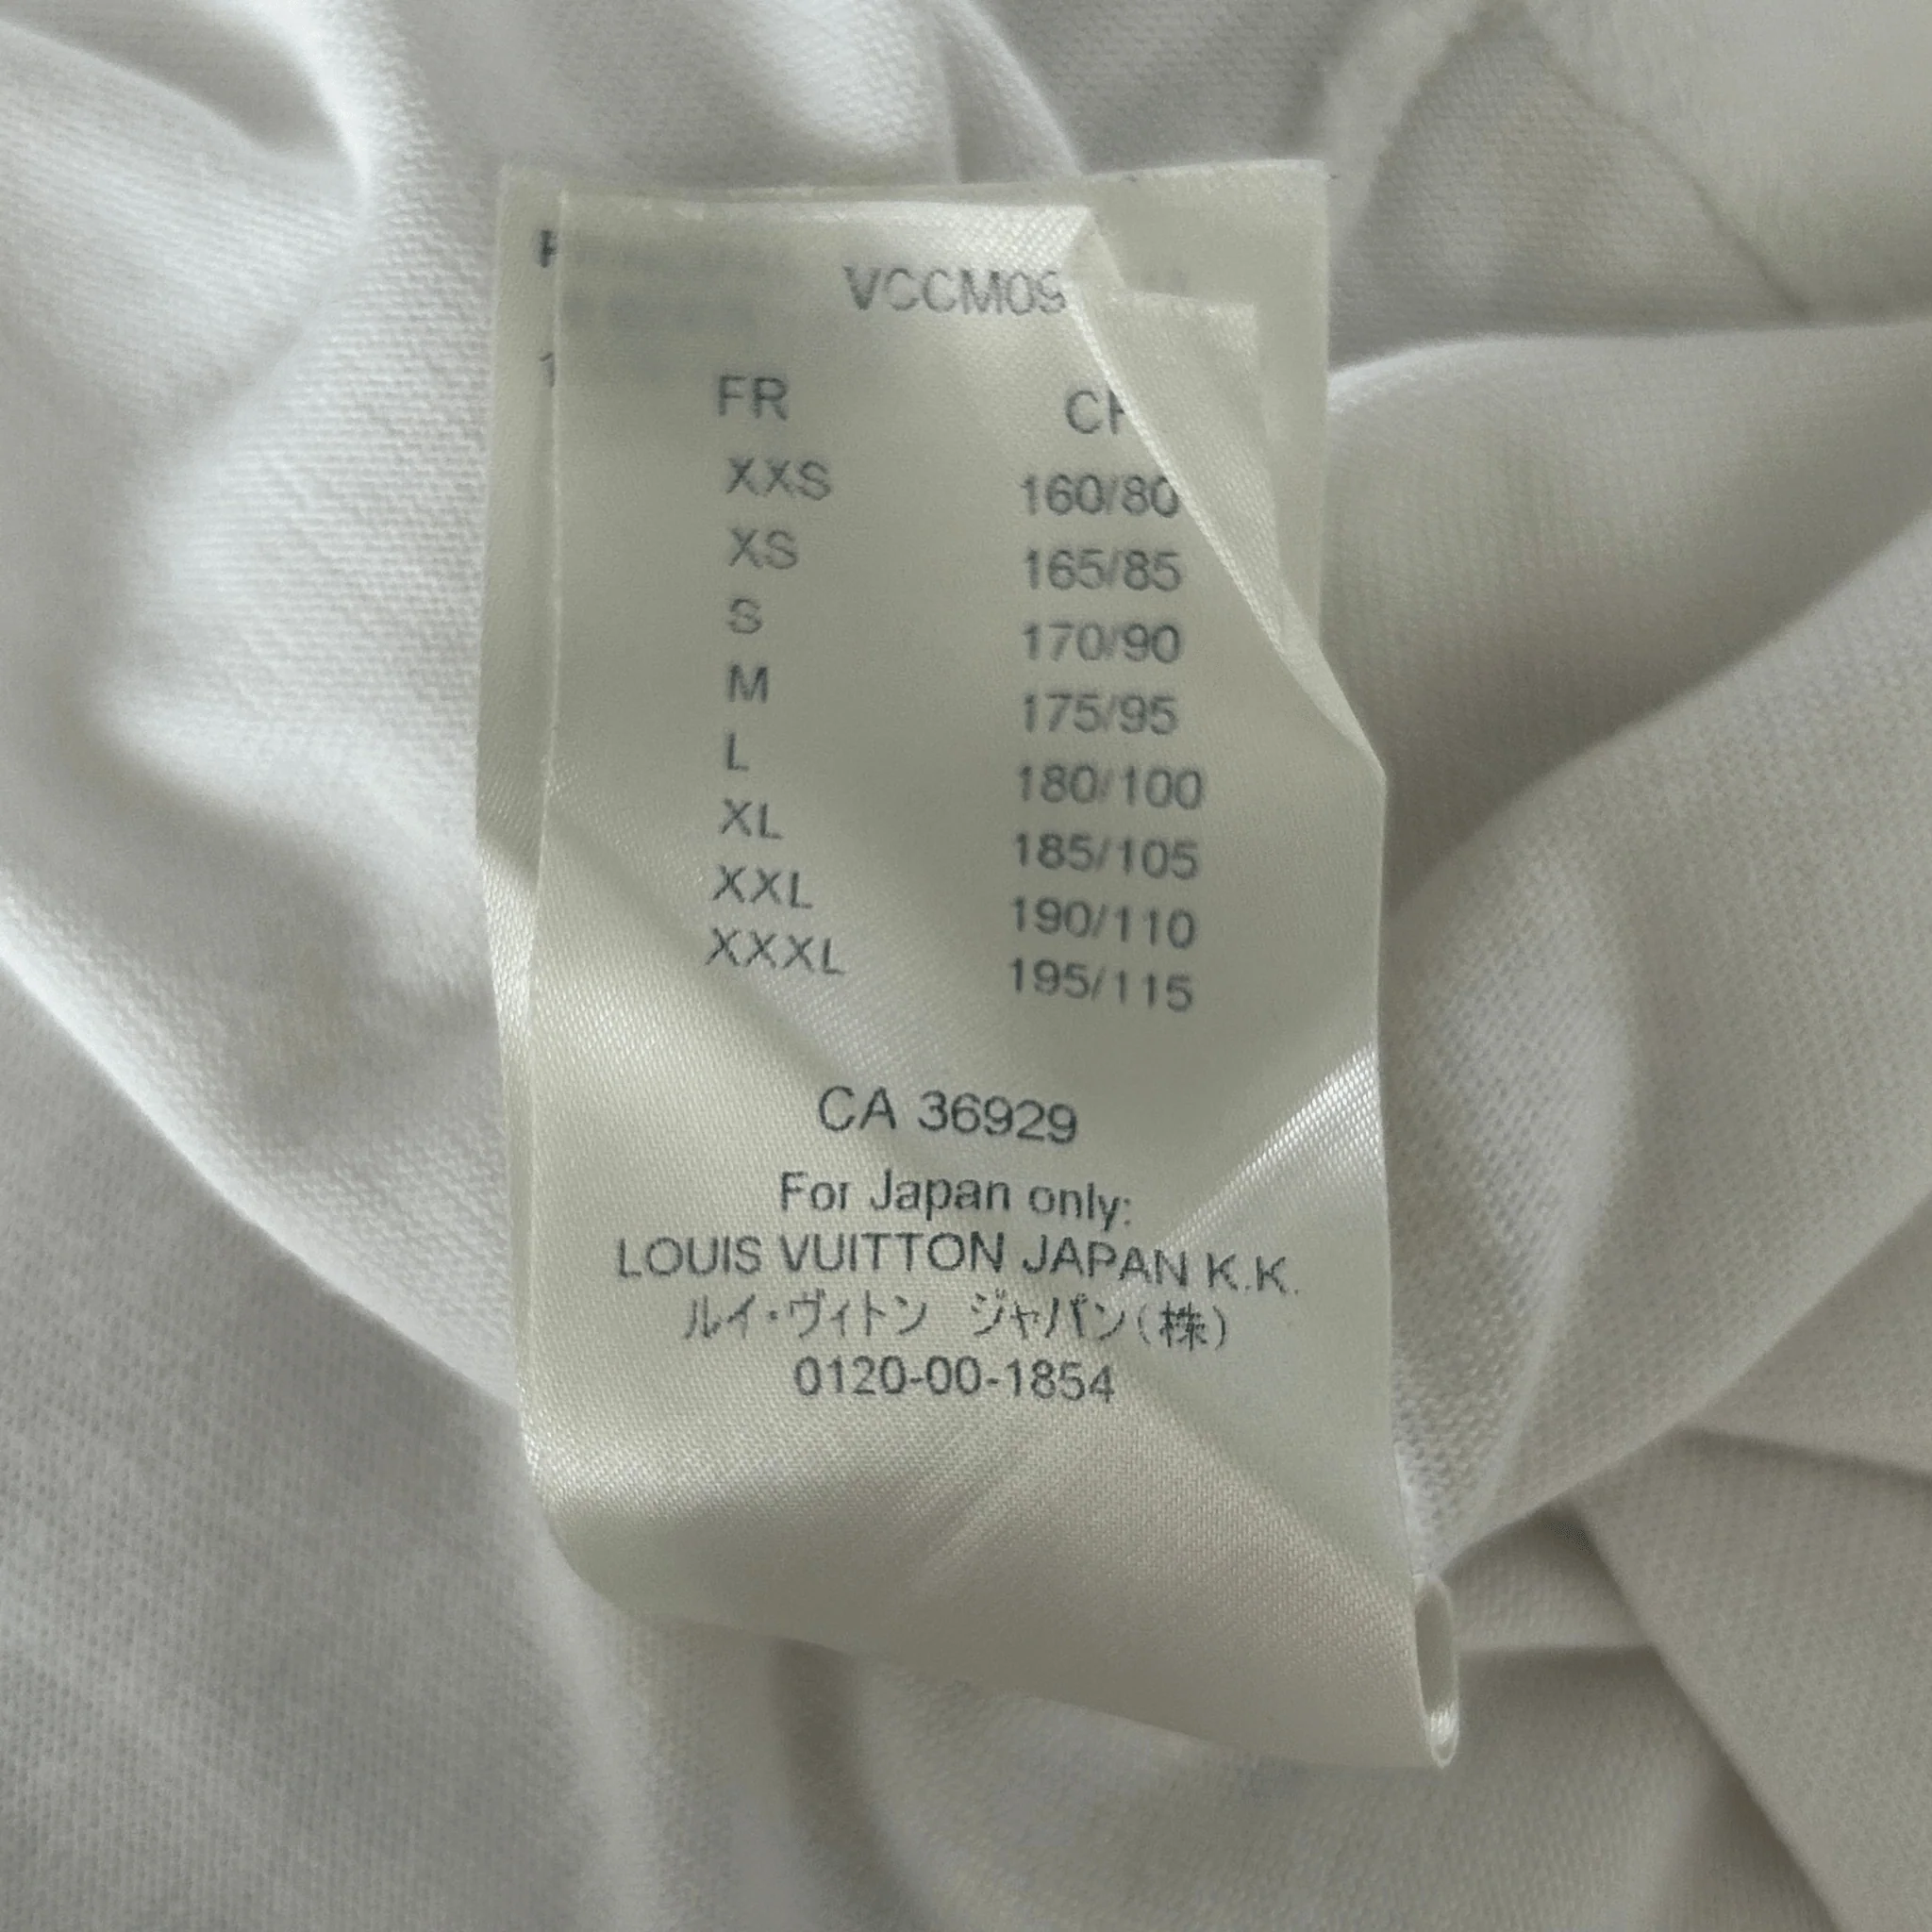 VCCM09
FR
XXS 160/80
XS 165/85
S 170/90
M 175/95
L 180/100
XL 185/105
XXL 190/110
XXXL 195/115
CA 36929
For Japan only:
LOUIS VUITTON JAPAN K.K.
ルイ・ヴィトン ジャパン(株)
0120-00-1854